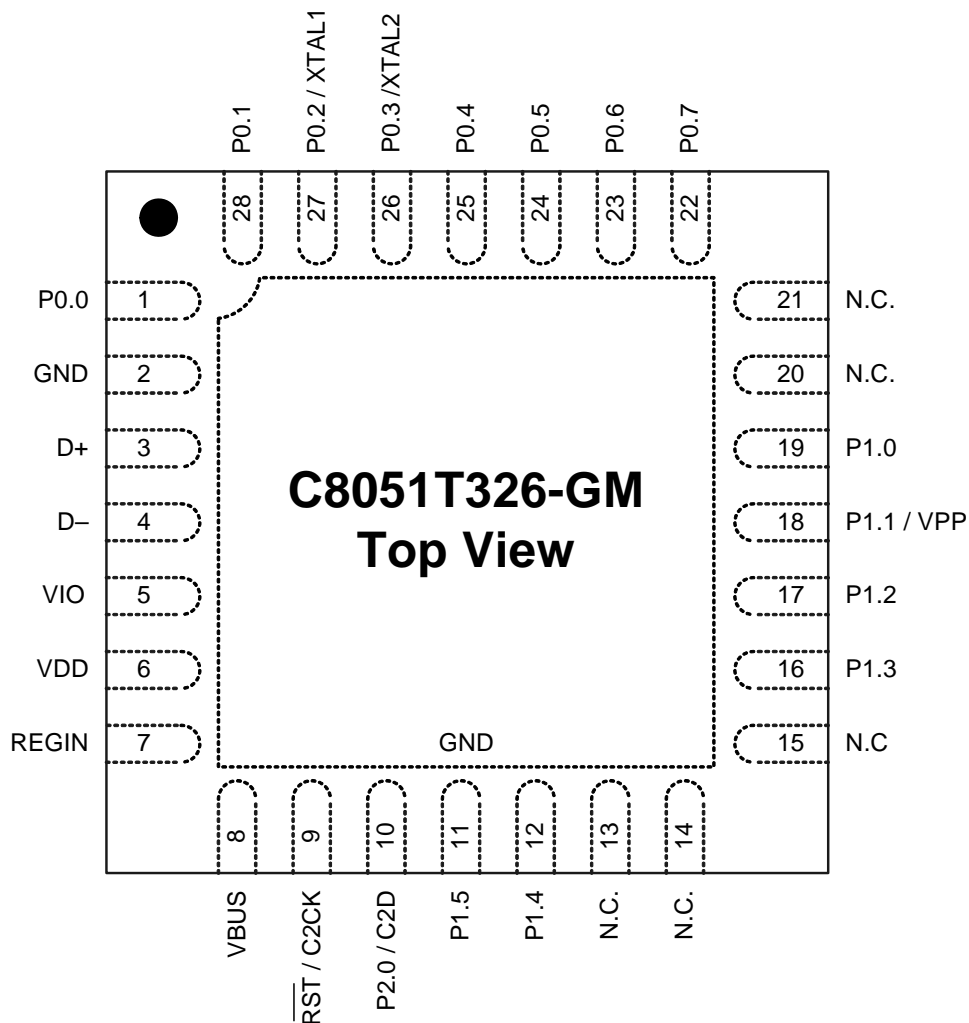 P0.1
P0.2 / XTAL1
P0.3 /XTAL2
P0.4
P0.5
P0.6
P0.7
28
27
26
25
24
23
22
P0.0 1
GND 2
D+ 3
D– 4
VIO 5
VDD 6
REGIN 7
21 N.C.
20 N.C.
19 P1.0
18 P1.1 / VPP
17 P1.2
16 P1.3
15 N.C
C8051T326-GM
Top View
GND
8
9
10
11
12
13
14
VBUS
R̅S̅T̅ / C2CK
P2.0 / C2D
P1.5
P1.4
N.C.
N.C.